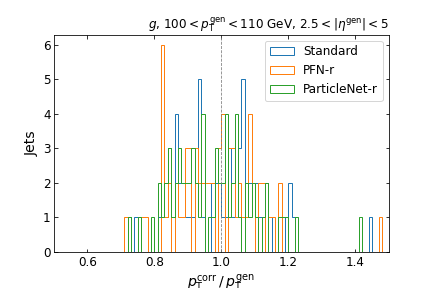 g, 100 < p_T^gen < 110 GeV, 2.5 < |η^gen| < 5
Standard
PFN-r
ParticleNet-r
Jets
6
5
4
3
2
1
0
0.6 0.8 1.0 1.2 1.4
p_T^corr / p_T^gen